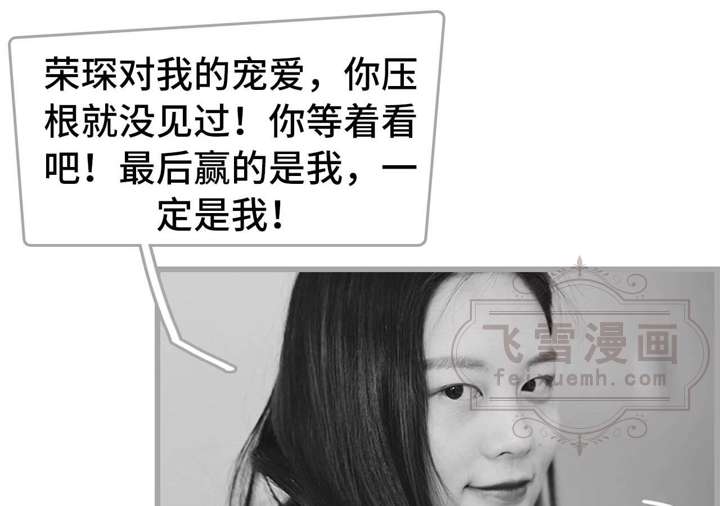 荣琛对我的宠爱，你压
根就没见过！你等着看
吧！最后赢的是我，一
定是我！
飞雪漫画
feixuemh.com